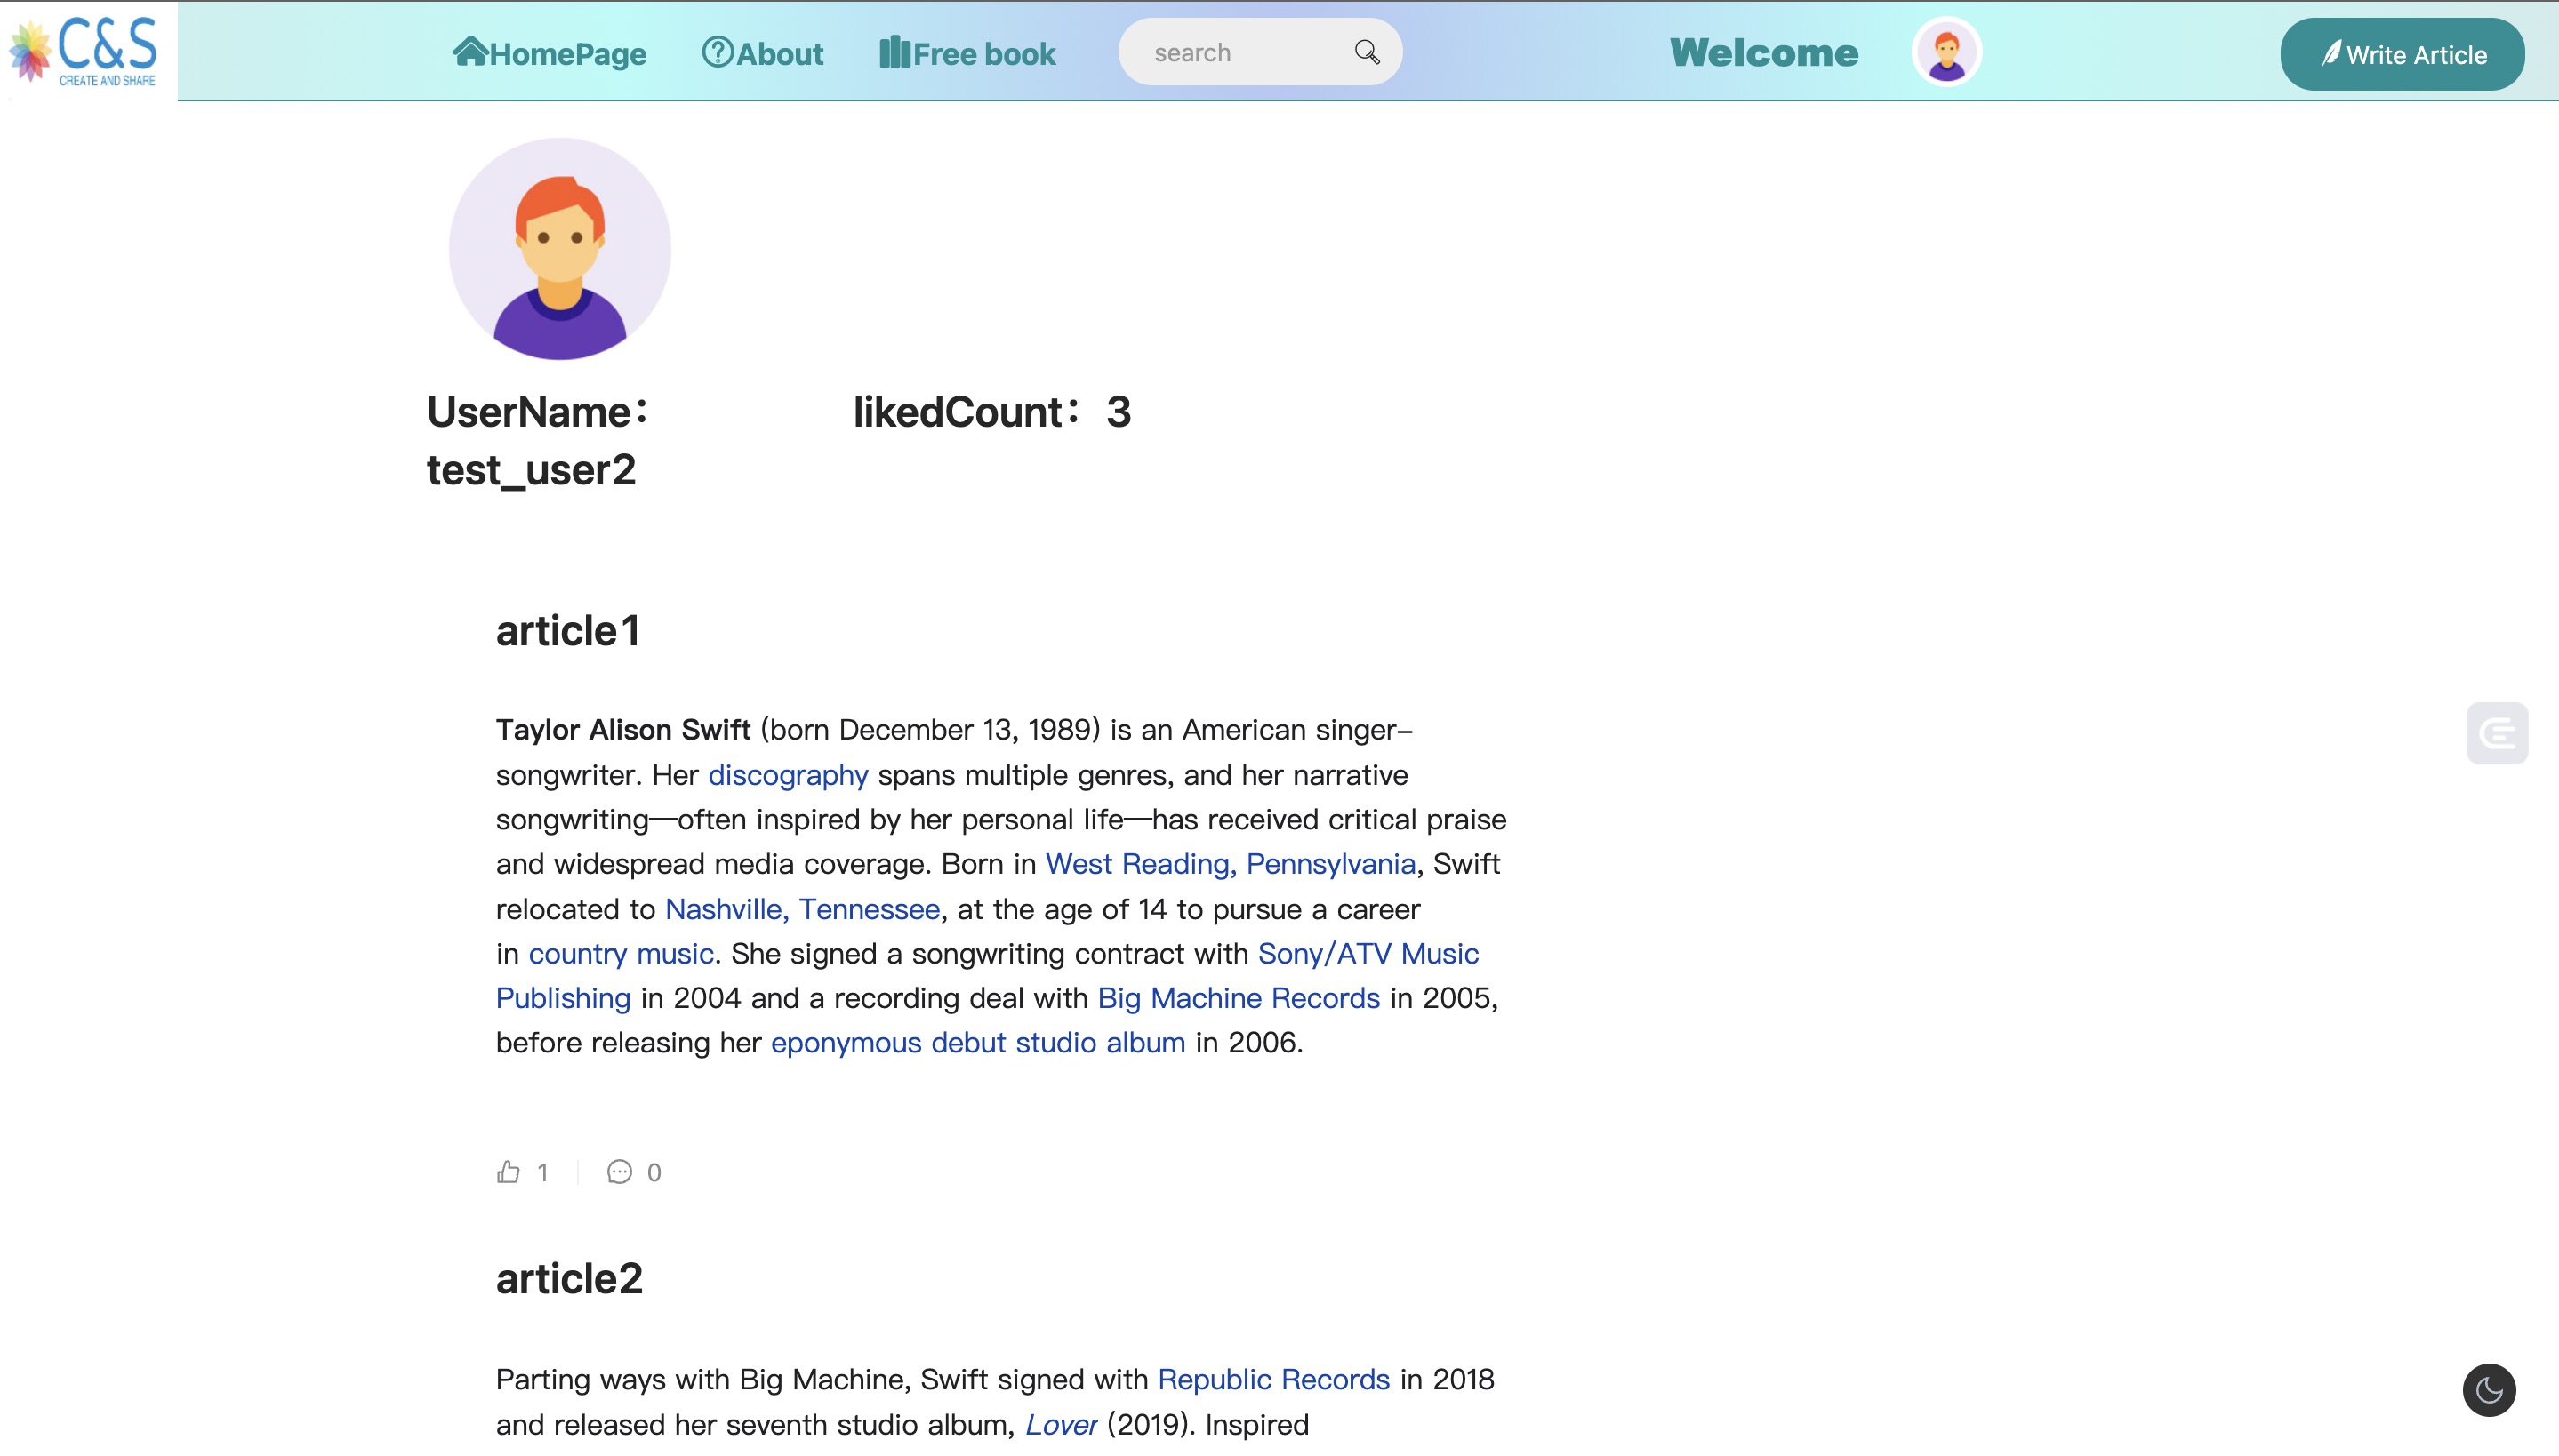 C&S
CREATE AND SHARE
HomePage
About
Free book
search
Welcome
Write Article
UserName：
test_user2
likedCount： 3
article1
Taylor Alison Swift (born December 13, 1989) is an American singer-
songwriter. Her discography spans multiple genres, and her narrative
songwriting—often inspired by her personal life—has received critical praise
and widespread media coverage. Born in West Reading, Pennsylvania, Swift
relocated to Nashville, Tennessee, at the age of 14 to pursue a career
in country music. She signed a songwriting contract with Sony/ATV Music
Publishing in 2004 and a recording deal with Big Machine Records in 2005,
before releasing her eponymous debut studio album in 2006.
1
0
article2
Parting ways with Big Machine, Swift signed with Republic Records in 2018
and released her seventh studio album, Lover (2019). Inspired